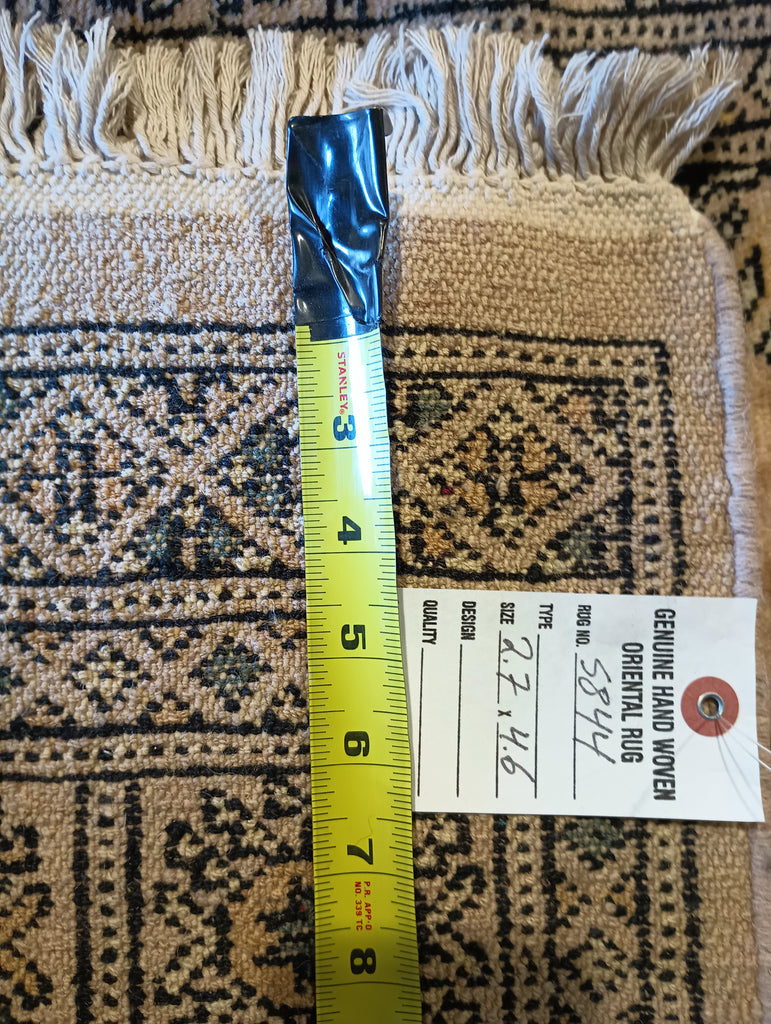 STANLEY®
3
4
5
6
7
P.R. APP·D
NO. 339 TC
8
GENUINE HAND WOVEN
ORIENTAL RUG
RUG NO. 5844
TYPE
SIZE 2.7 x 4.6
DESIGN
QUALITY